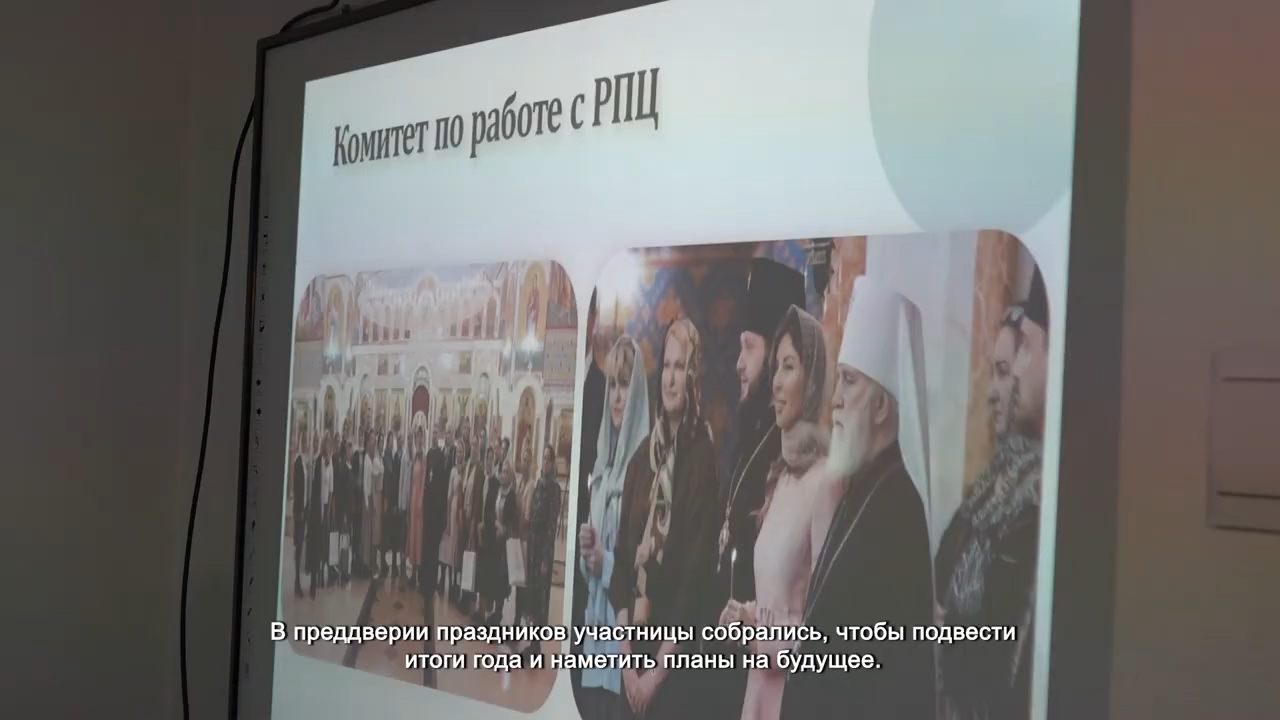 Комитет по работе с РПЦ
В преддверии праздников участницы собрались, чтобы подвести
итоги года и наметить планы на будущее.